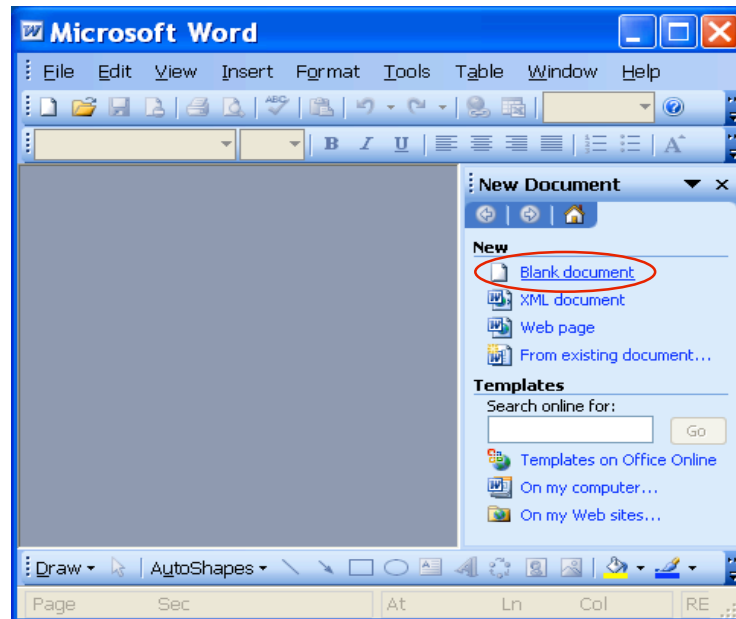 Microsoft Word
File Edit View Insert Format Tools Table Window Help
B I U A
New Document
New
Blank document
XML document
Web page
From existing document...
Templates
Search online for:
Go
Templates on Office Online
On my computer...
On my Web sites...
Draw AutoShapes
Page Sec At Ln Col RE